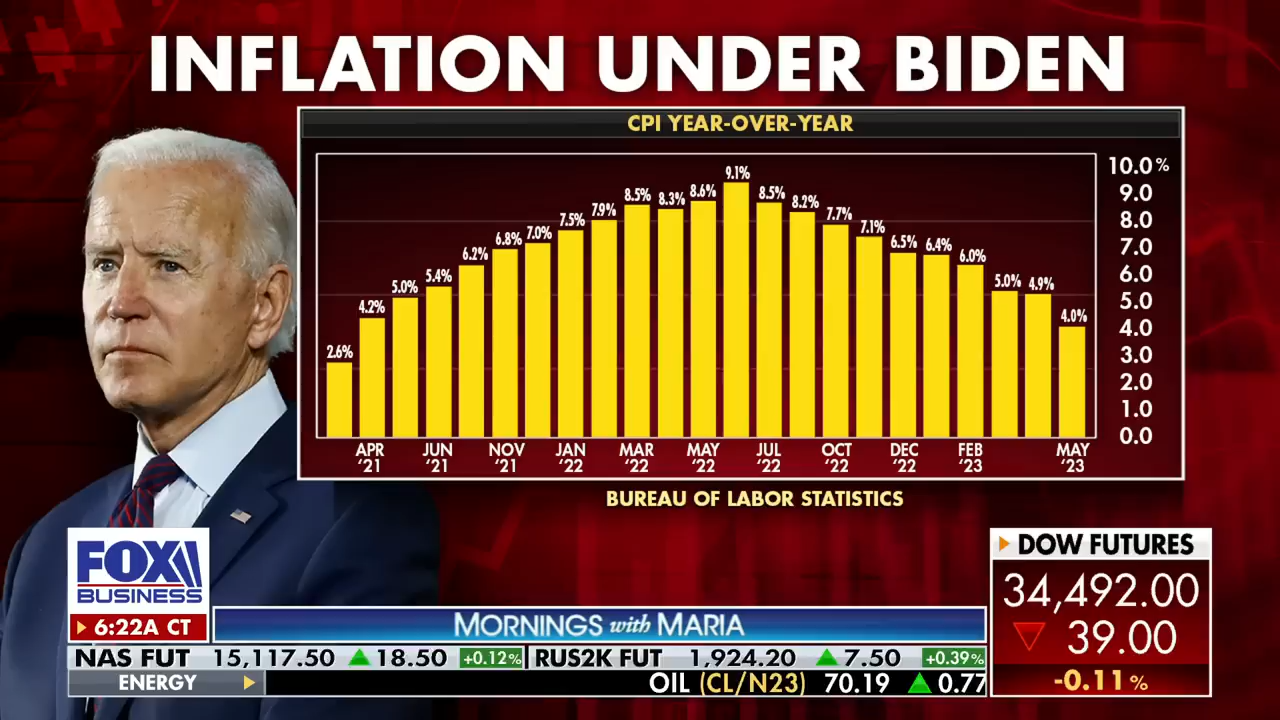 INFLATION UNDER BIDEN
CPI YEAR-OVER-YEAR
2.6% 4.2% 5.0% 5.4% 6.2% 6.8% 7.0% 7.5% 7.9% 8.5% 8.3% 8.6% 9.1% 8.5% 8.2% 7.7% 7.1% 6.5% 6.4% 6.0% 5.0% 4.9% 4.0%
10.0%
9.0
8.0
7.0
6.0
5.0
4.0
3.0
2.0
1.0
0.0
APR JUN NOV JAN MAR MAY JUL OCT DEC FEB MAY
'21 '21 '21 '22 '22 '22 '22 '22 '22 '23 '23
BUREAU OF LABOR STATISTICS
FOX
BUSINESS
6:22A CT
MORNINGS with MARIA
NAS FUT 15,117.50 18.50 +0.12% RUS2K FUT 1,924.20 7.50 +0.39%
ENERGY OIL (CL/N23) 70.19 0.77
DOW FUTURES
34,492.00
39.00
-0.11%